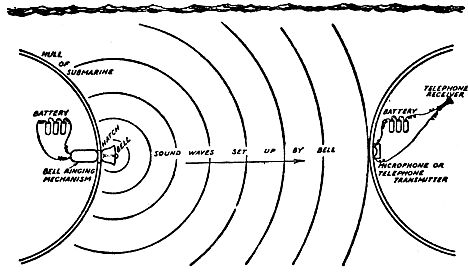 HULL
OF
SUBMARINE
BATTERY
HATCH
BELL
BELL RINGING
MECHANISM
SOUND WAVES SET UP BY BELL
TELEPHONE
RECEIVER
BATTERY
MICROPHONE OR
TELEPHONE
TRANSMITTER